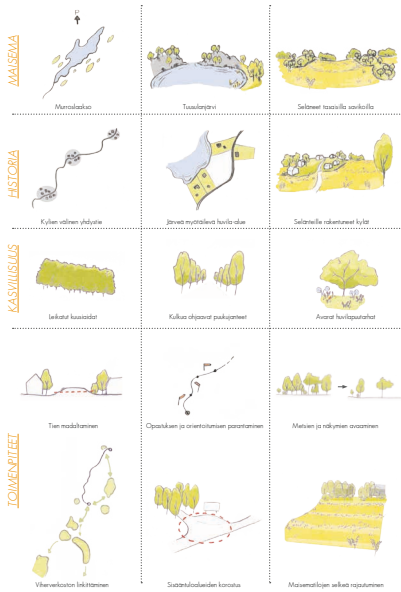 MAISEMA
P
Murroslaakso
Tuusulanjärvi
Selänteet tasaisilla savikoilla
HISTORIA
Kylien välinen yhdystie
Järveä myötäilevä huvila-alue
Selänteille rakentuneet kylät
KASVILLISUUS
Leikatut kuusiaidat
Kulkua ohjaavat puukujanteet
Avarat huvilapuutarhat
TOIMENPITEET
Tien madaltaminen
Opastuksen ja orientoitumisen parantaminen
Metsien ja näkymien avaaminen
Viherverkoston linkittäminen
Sisääntuloalueiden korostus
Maisematilojen selkeä rajautuminen